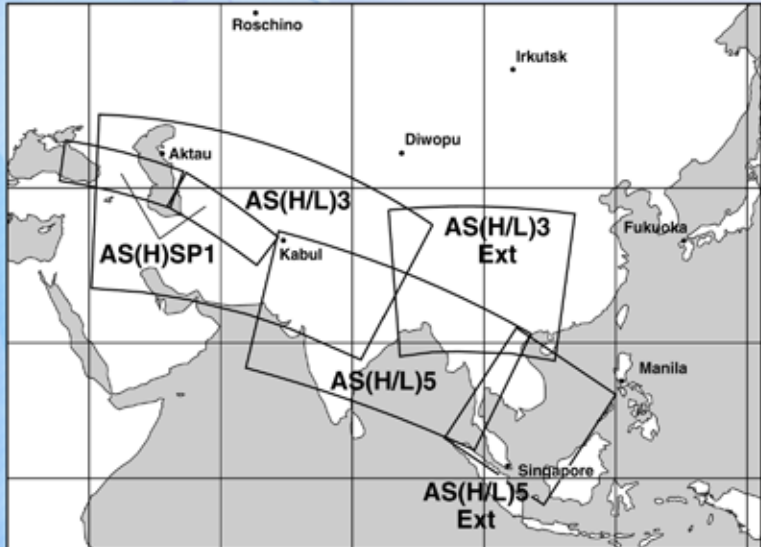 Roschino
Irkutsk
Diwopu
Aktau
AS(H/L)3
AS(H/L)3
Ext
Fukuoka
AS(H)SP1
Kabul
Manila
AS(H/L)5
Singapore
AS(H/L)5
Ext